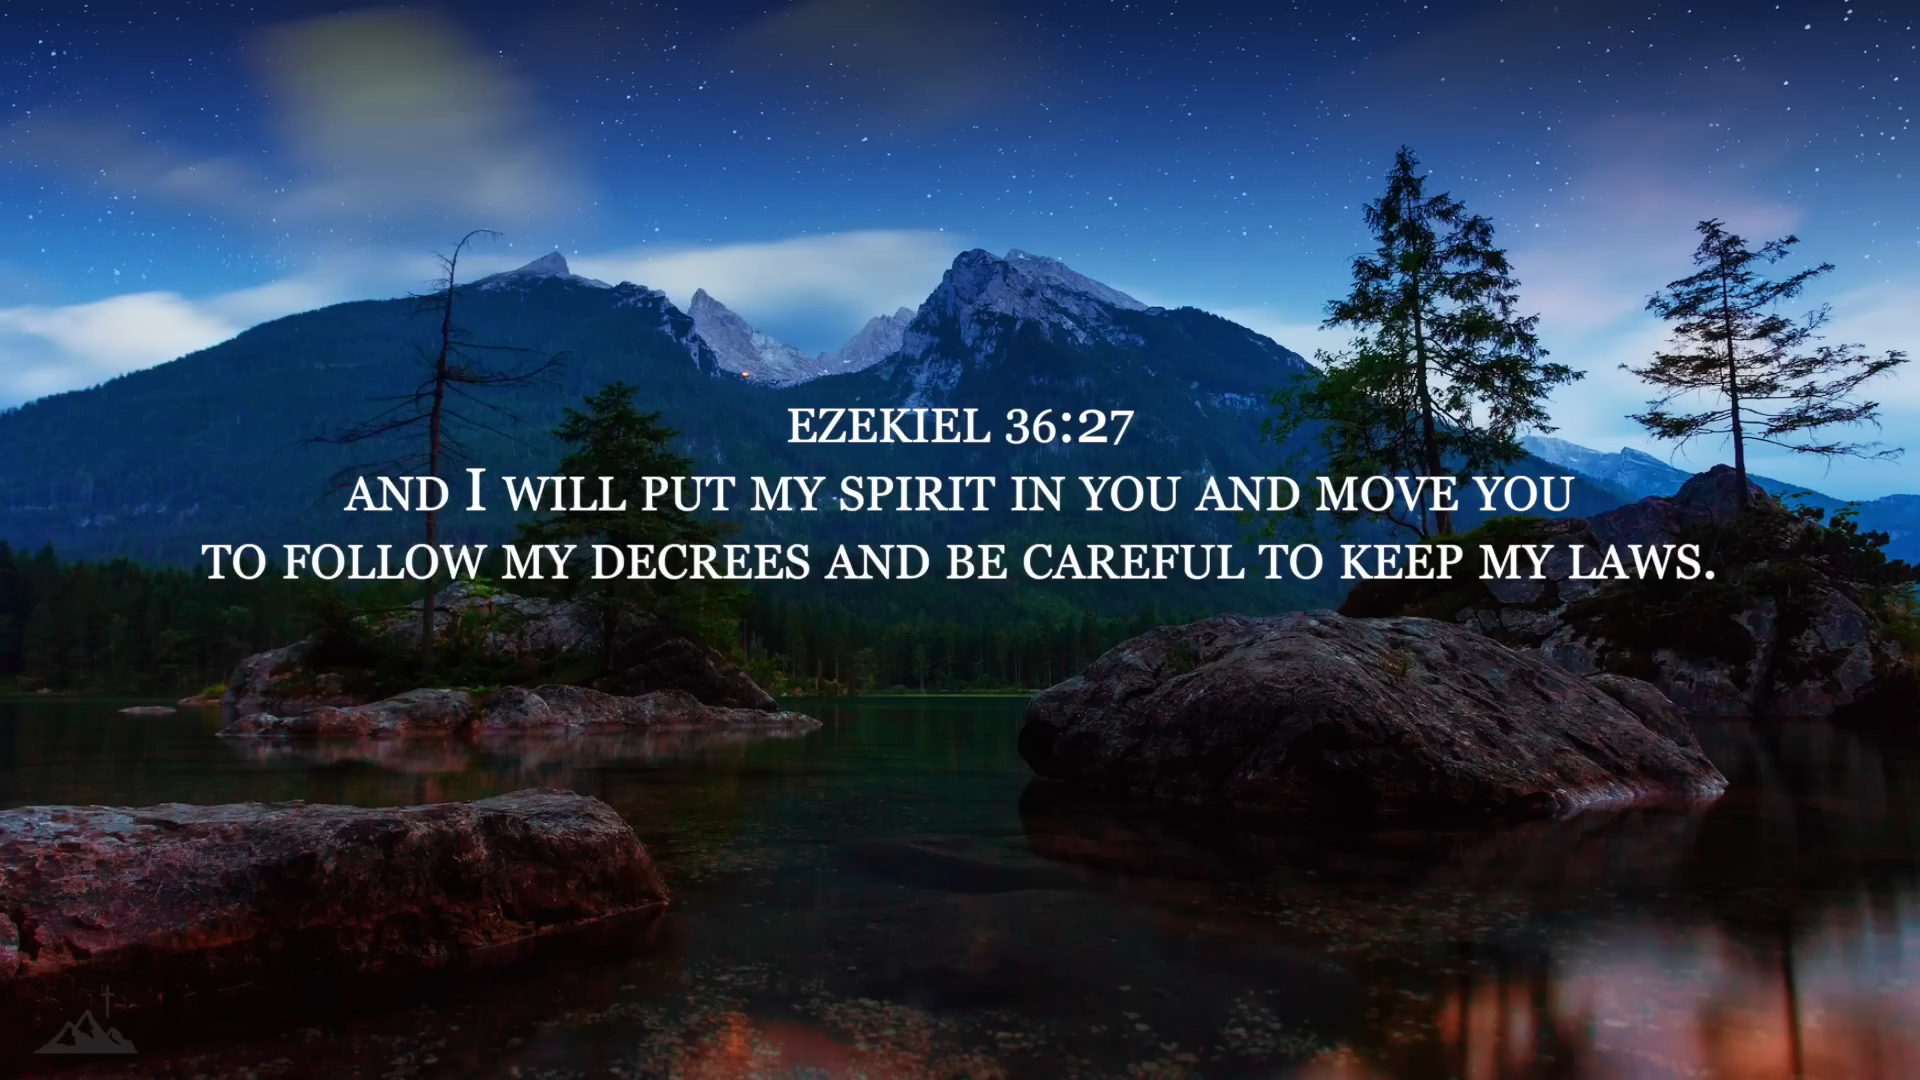 EZEKIEL 36:27
AND I WILL PUT MY SPIRIT IN YOU AND MOVE YOU
TO FOLLOW MY DECREES AND BE CAREFUL TO KEEP MY LAWS.